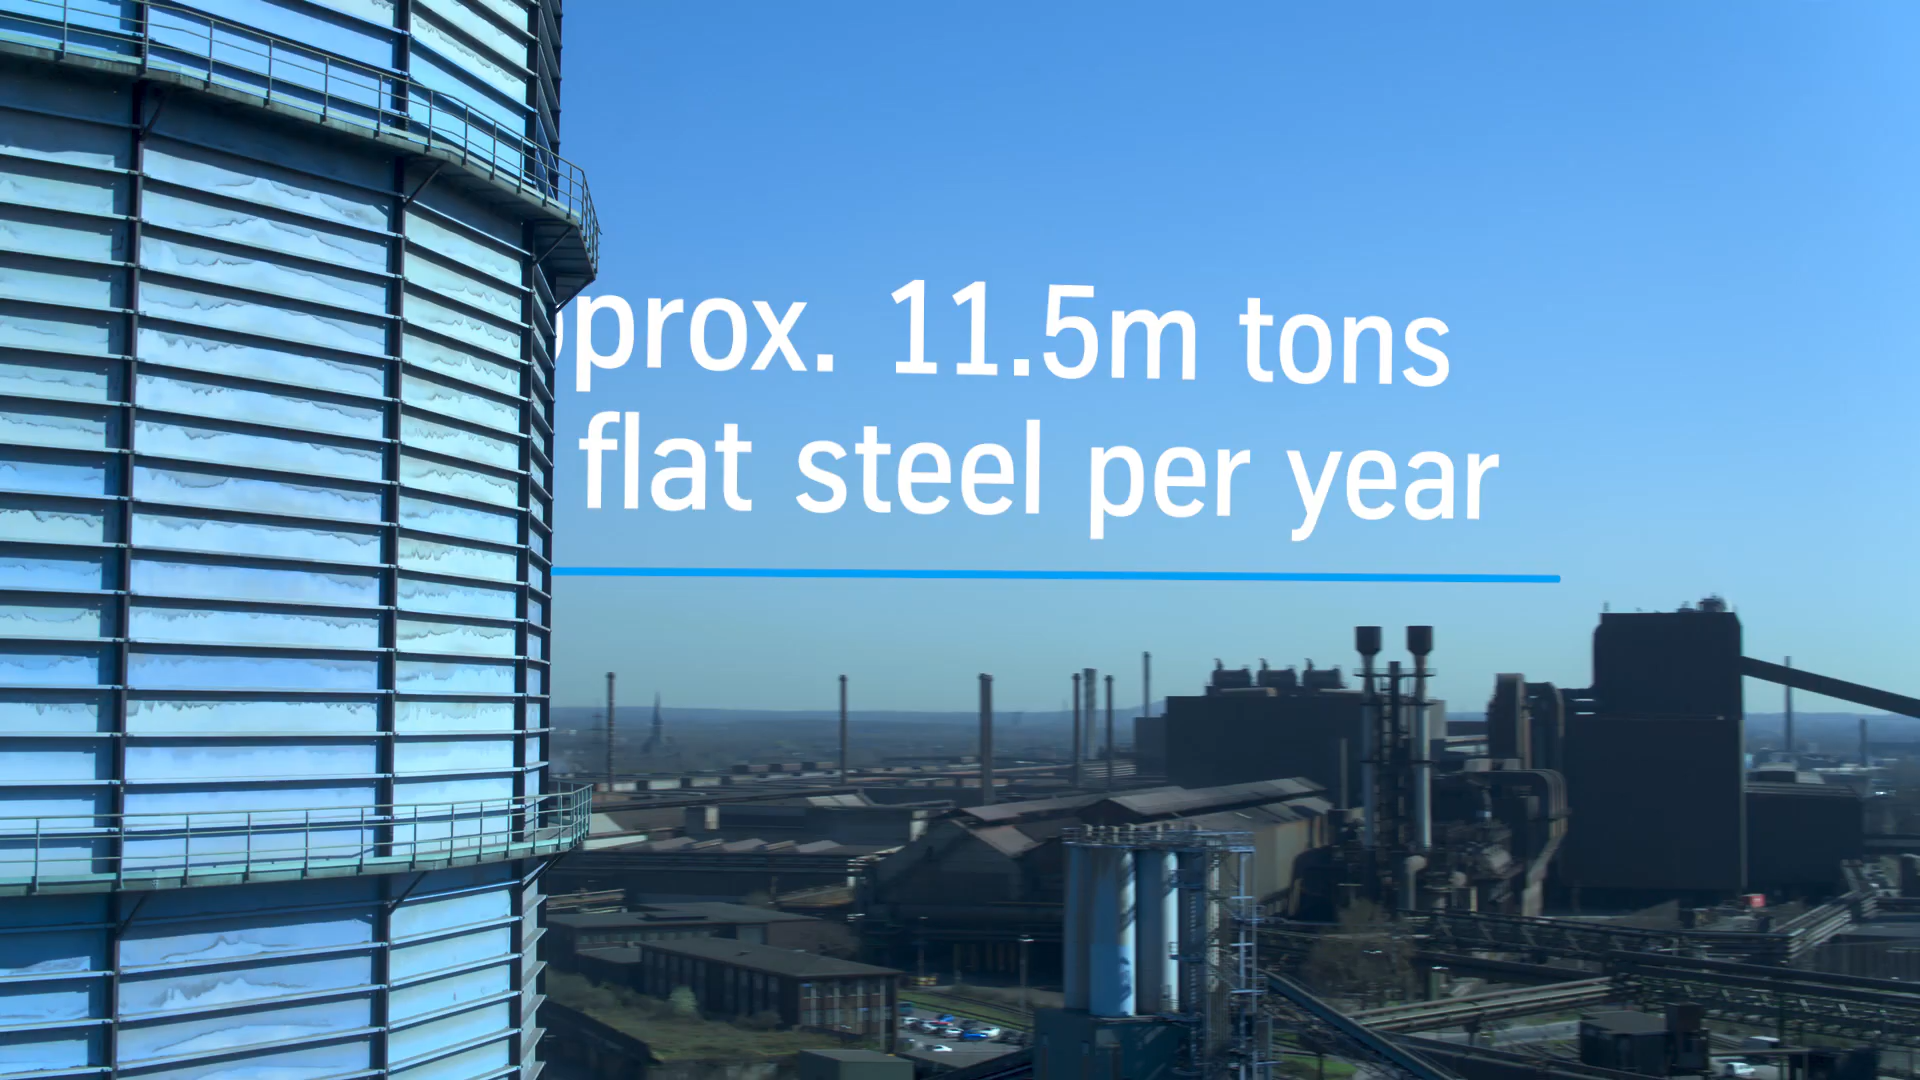 pprox. 11.5m tons
flat steel per year